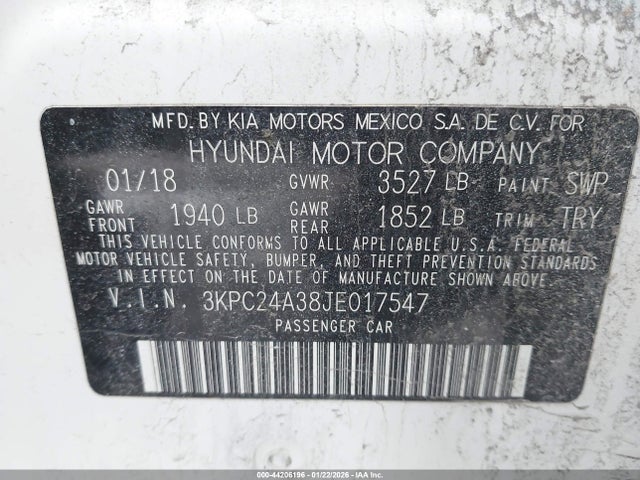 MFD. BY KIA MOTORS MEXICO S.A. DE C.V. FOR
HYUNDAI MOTOR COMPANY
01/18 GVWR 3527 LB PAINT SWP
GAWR FRONT 1940 LB GAWR REAR 1852 LB TRIM TRY
THIS VEHICLE CONFORMS TO ALL APPLICABLE U.S.A. FEDERAL
MOTOR VEHICLE SAFETY, BUMPER, AND THEFT PREVENTION STANDARDS
IN EFFECT ON THE DATE OF MANUFACTURE SHOWN ABOVE.
V.I.N. 3KPC24A38JE017547
PASSENGER CAR
000-44206196 - 01/22/2026 - IAA Inc.